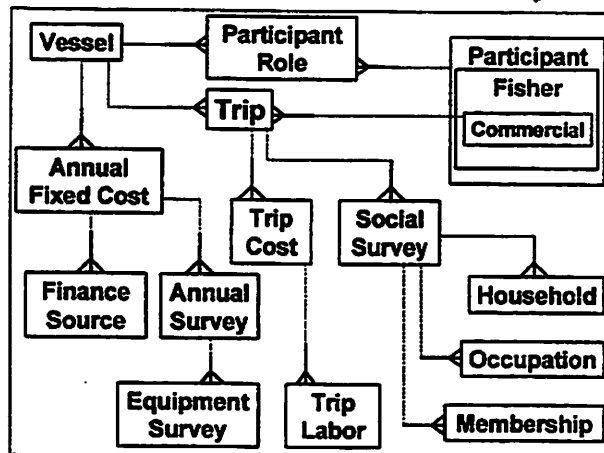 Vessel
Participant
Role
Participant
Fisher
Commercial
Trip
Annual
Fixed Cost
Trip
Cost
Social
Survey
Finance
Source
Annual
Survey
Household
Equipment
Survey
Trip
Labor
Occupation
Membership